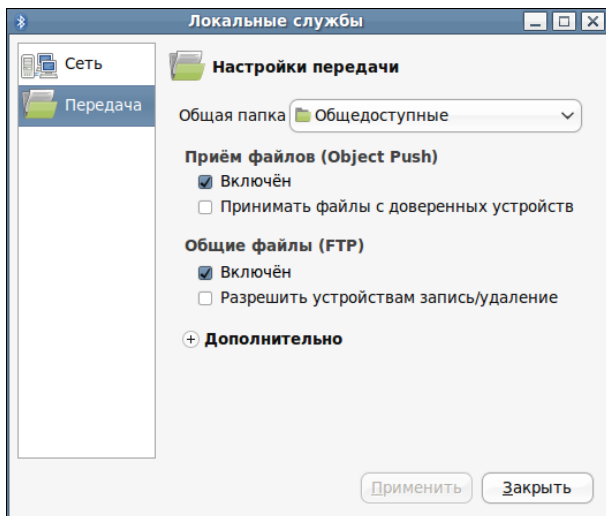 Локальные службы
Сеть
Передача
Настройки передачи
Общая папка Общедоступные
Приём файлов (Object Push)
Включён
Принимать файлы с доверенных устройств
Общие файлы (FTP)
Включён
Разрешить устройствам запись/удаление
Дополнительно
Применить Закрыть